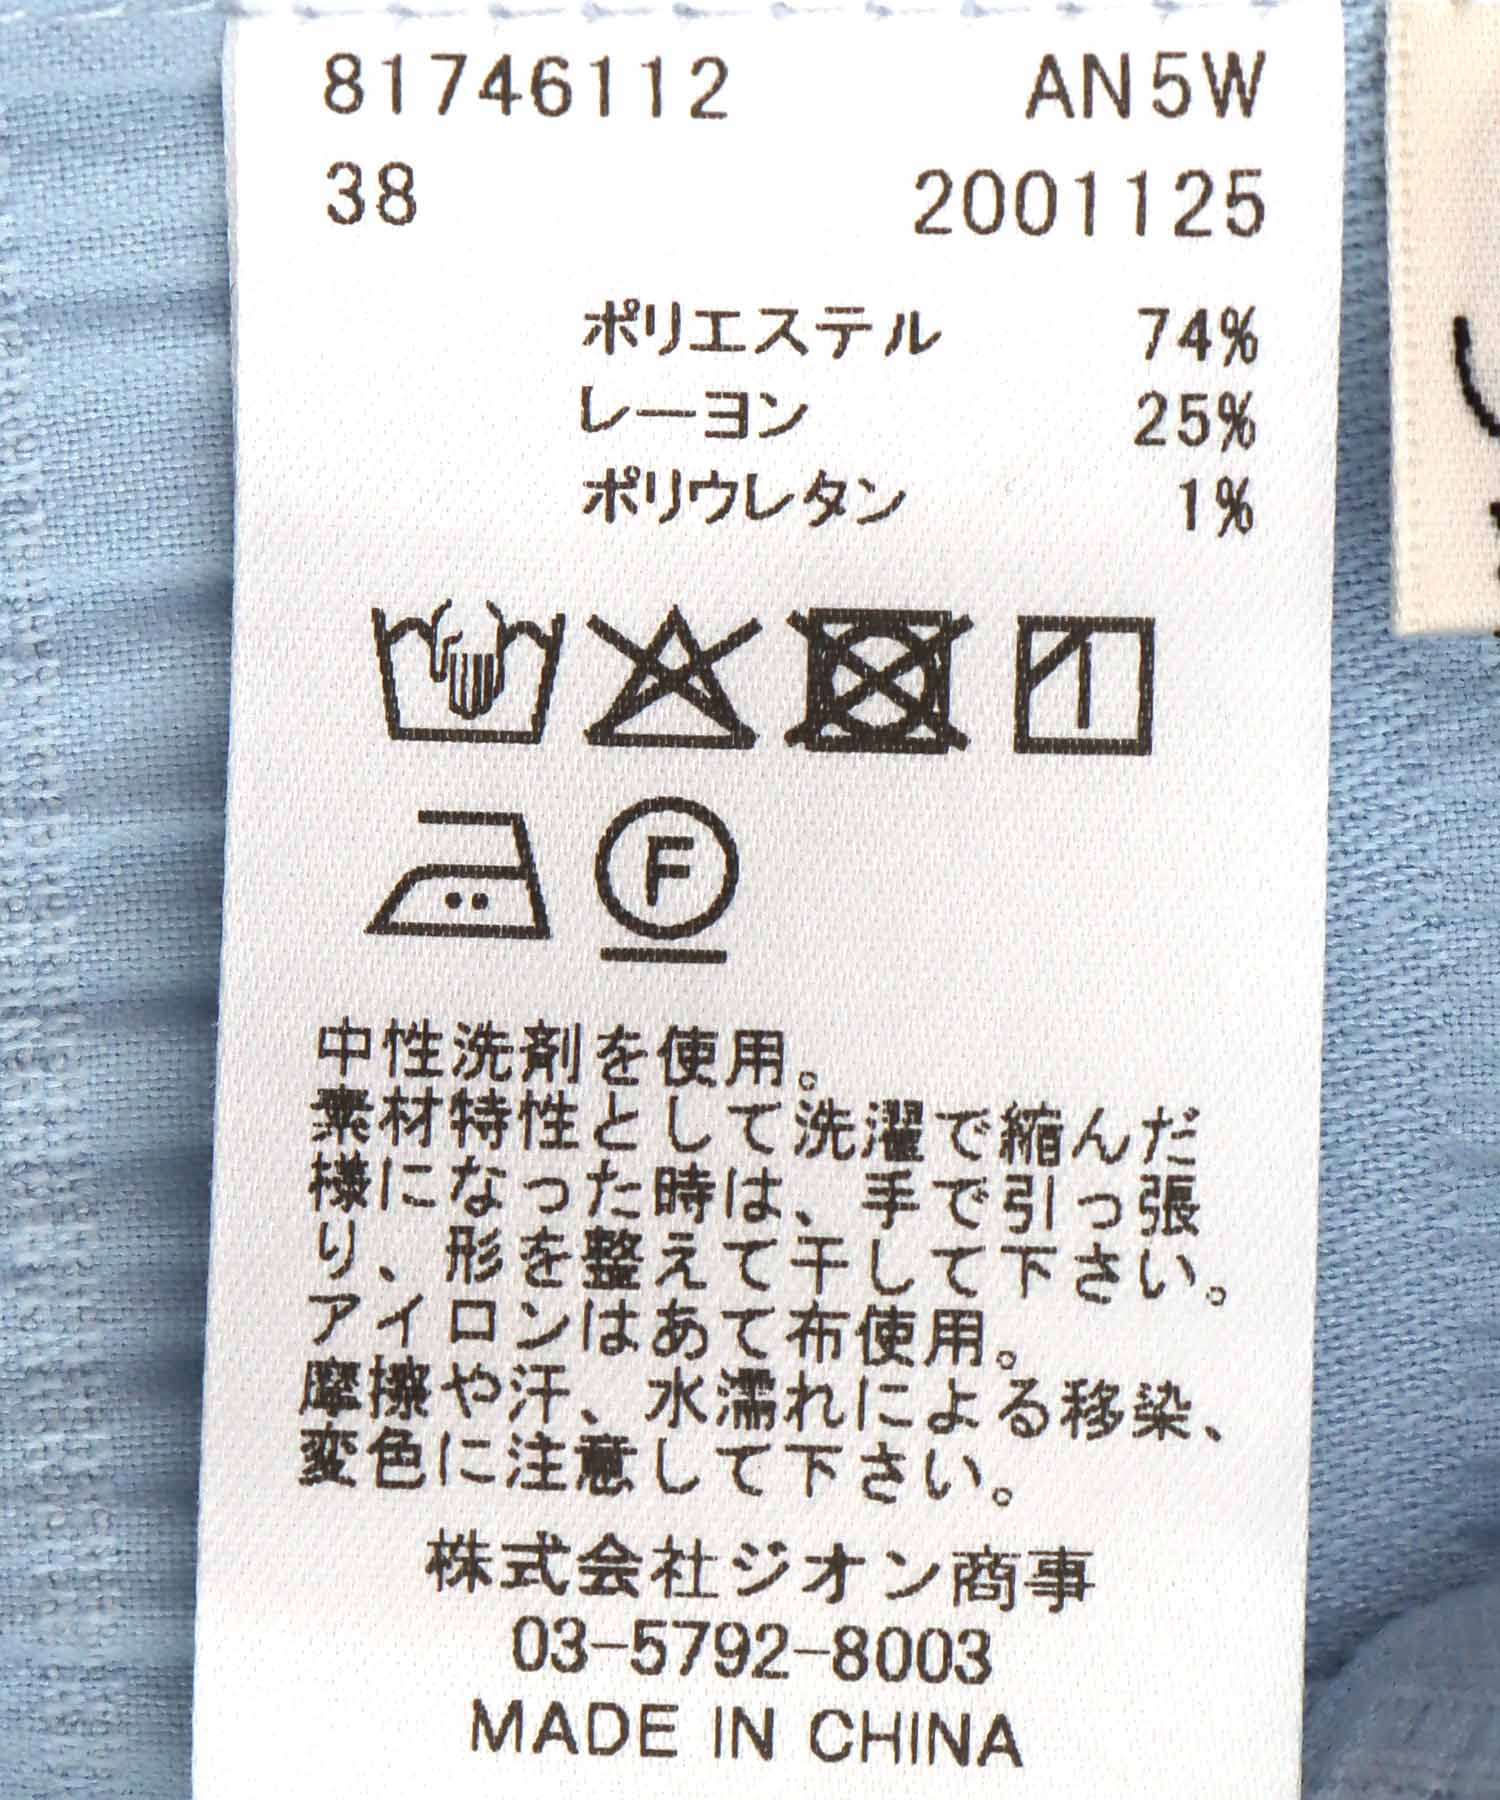 81746112 AN5W
38 2001125
ポリエステル 74%
レーヨン 25%
ポリウレタン 1%
F
中性洗剤を使用。
素材特性として洗濯で縮んだ
様になった時は、手で引っ張
り、形を整えて干して下さい。
アイロンはあて布使用。
摩擦や汗、水濡れによる移染、
変色に注意して下さい。
株式会社ジオン商事
03-5792-8003
MADE IN CHINA